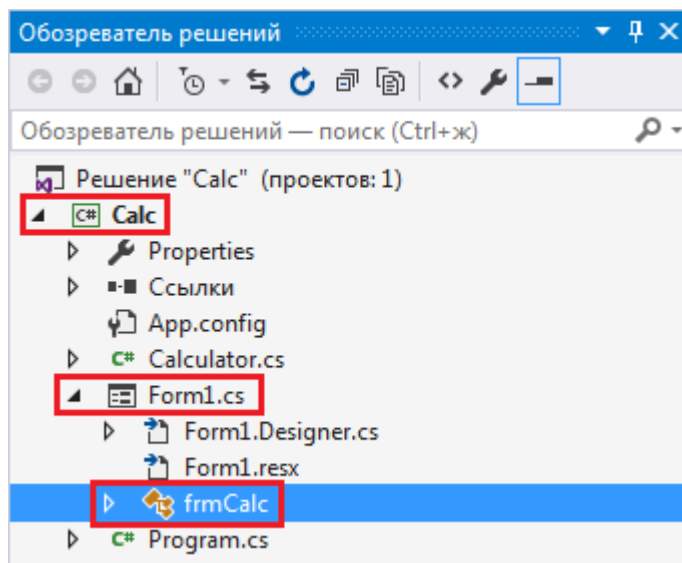 Обозреватель решений
Обозреватель решений — поиск (Ctrl+ж)
Решение "Calc" (проектов: 1)
C# Calc
Properties
Ссылки
App.config
C# Calculator.cs
Form1.cs
Form1.Designer.cs
Form1.resx
frmCalc
C# Program.cs